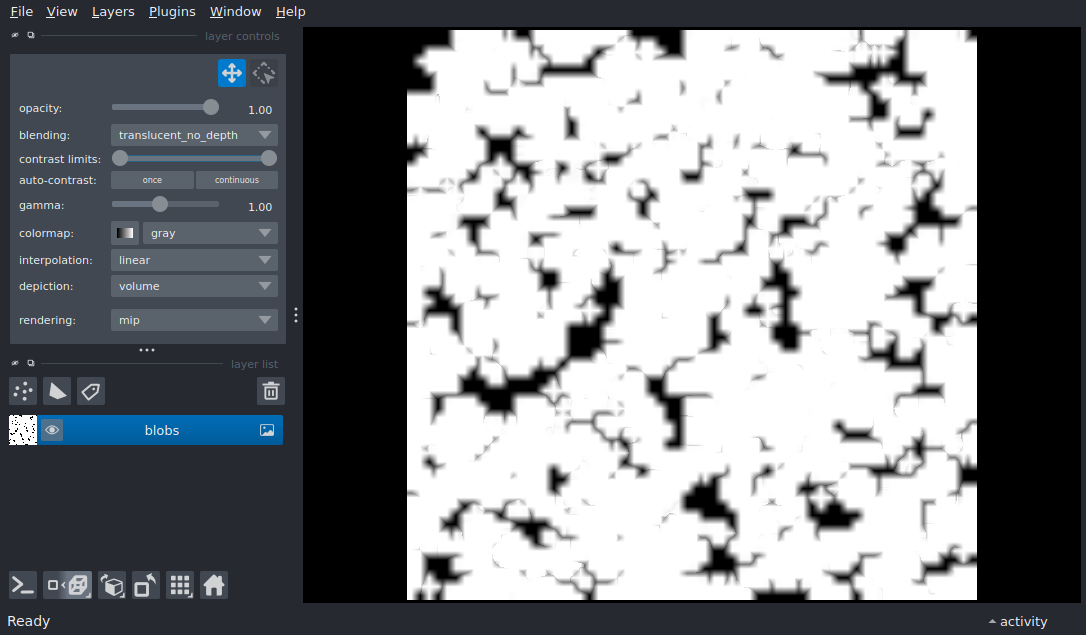 File View Layers Plugins Window Help
layer controls
opacity: 1.00
blending: translucent_no_depth
contrast limits:
auto-contrast: once continuous
gamma: 1.00
colormap: gray
interpolation: linear
depiction: volume
rendering: mip
layer list
blobs
Ready
activity